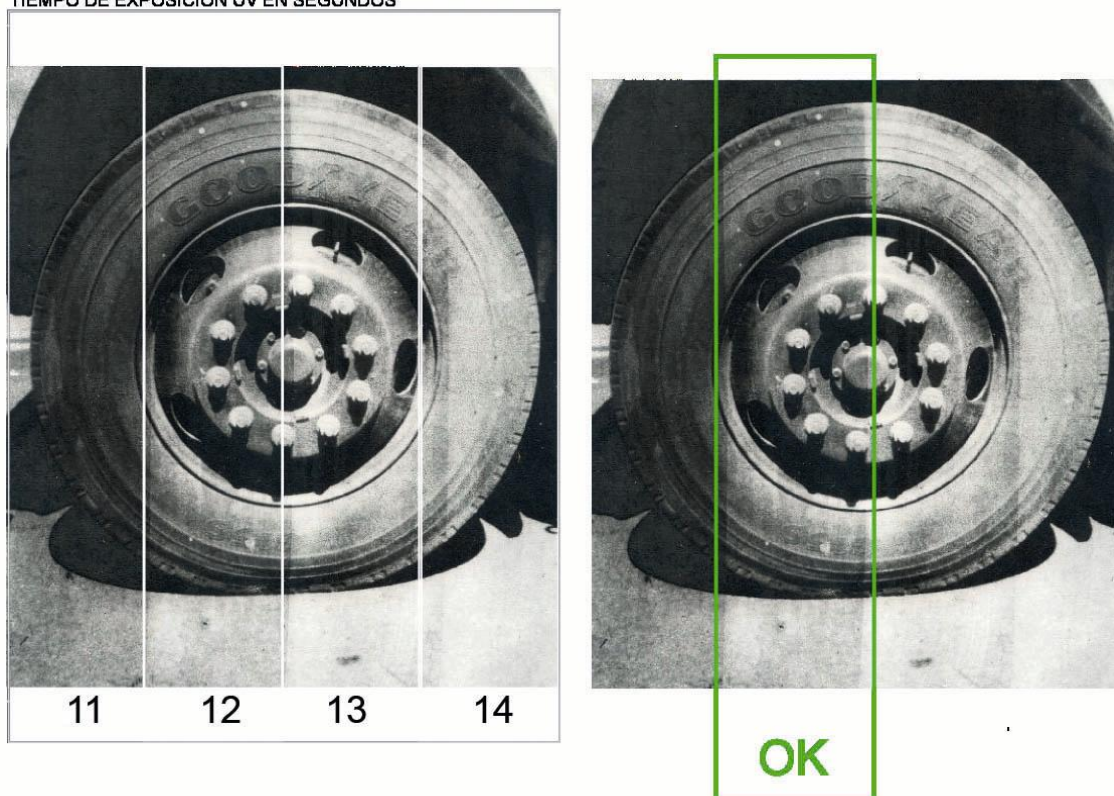 TIEMPO DE EXPOSICIÓN UV EN SEGUNDOS
GOODYEAR
GOODYEAR
11 12 13 14
OK